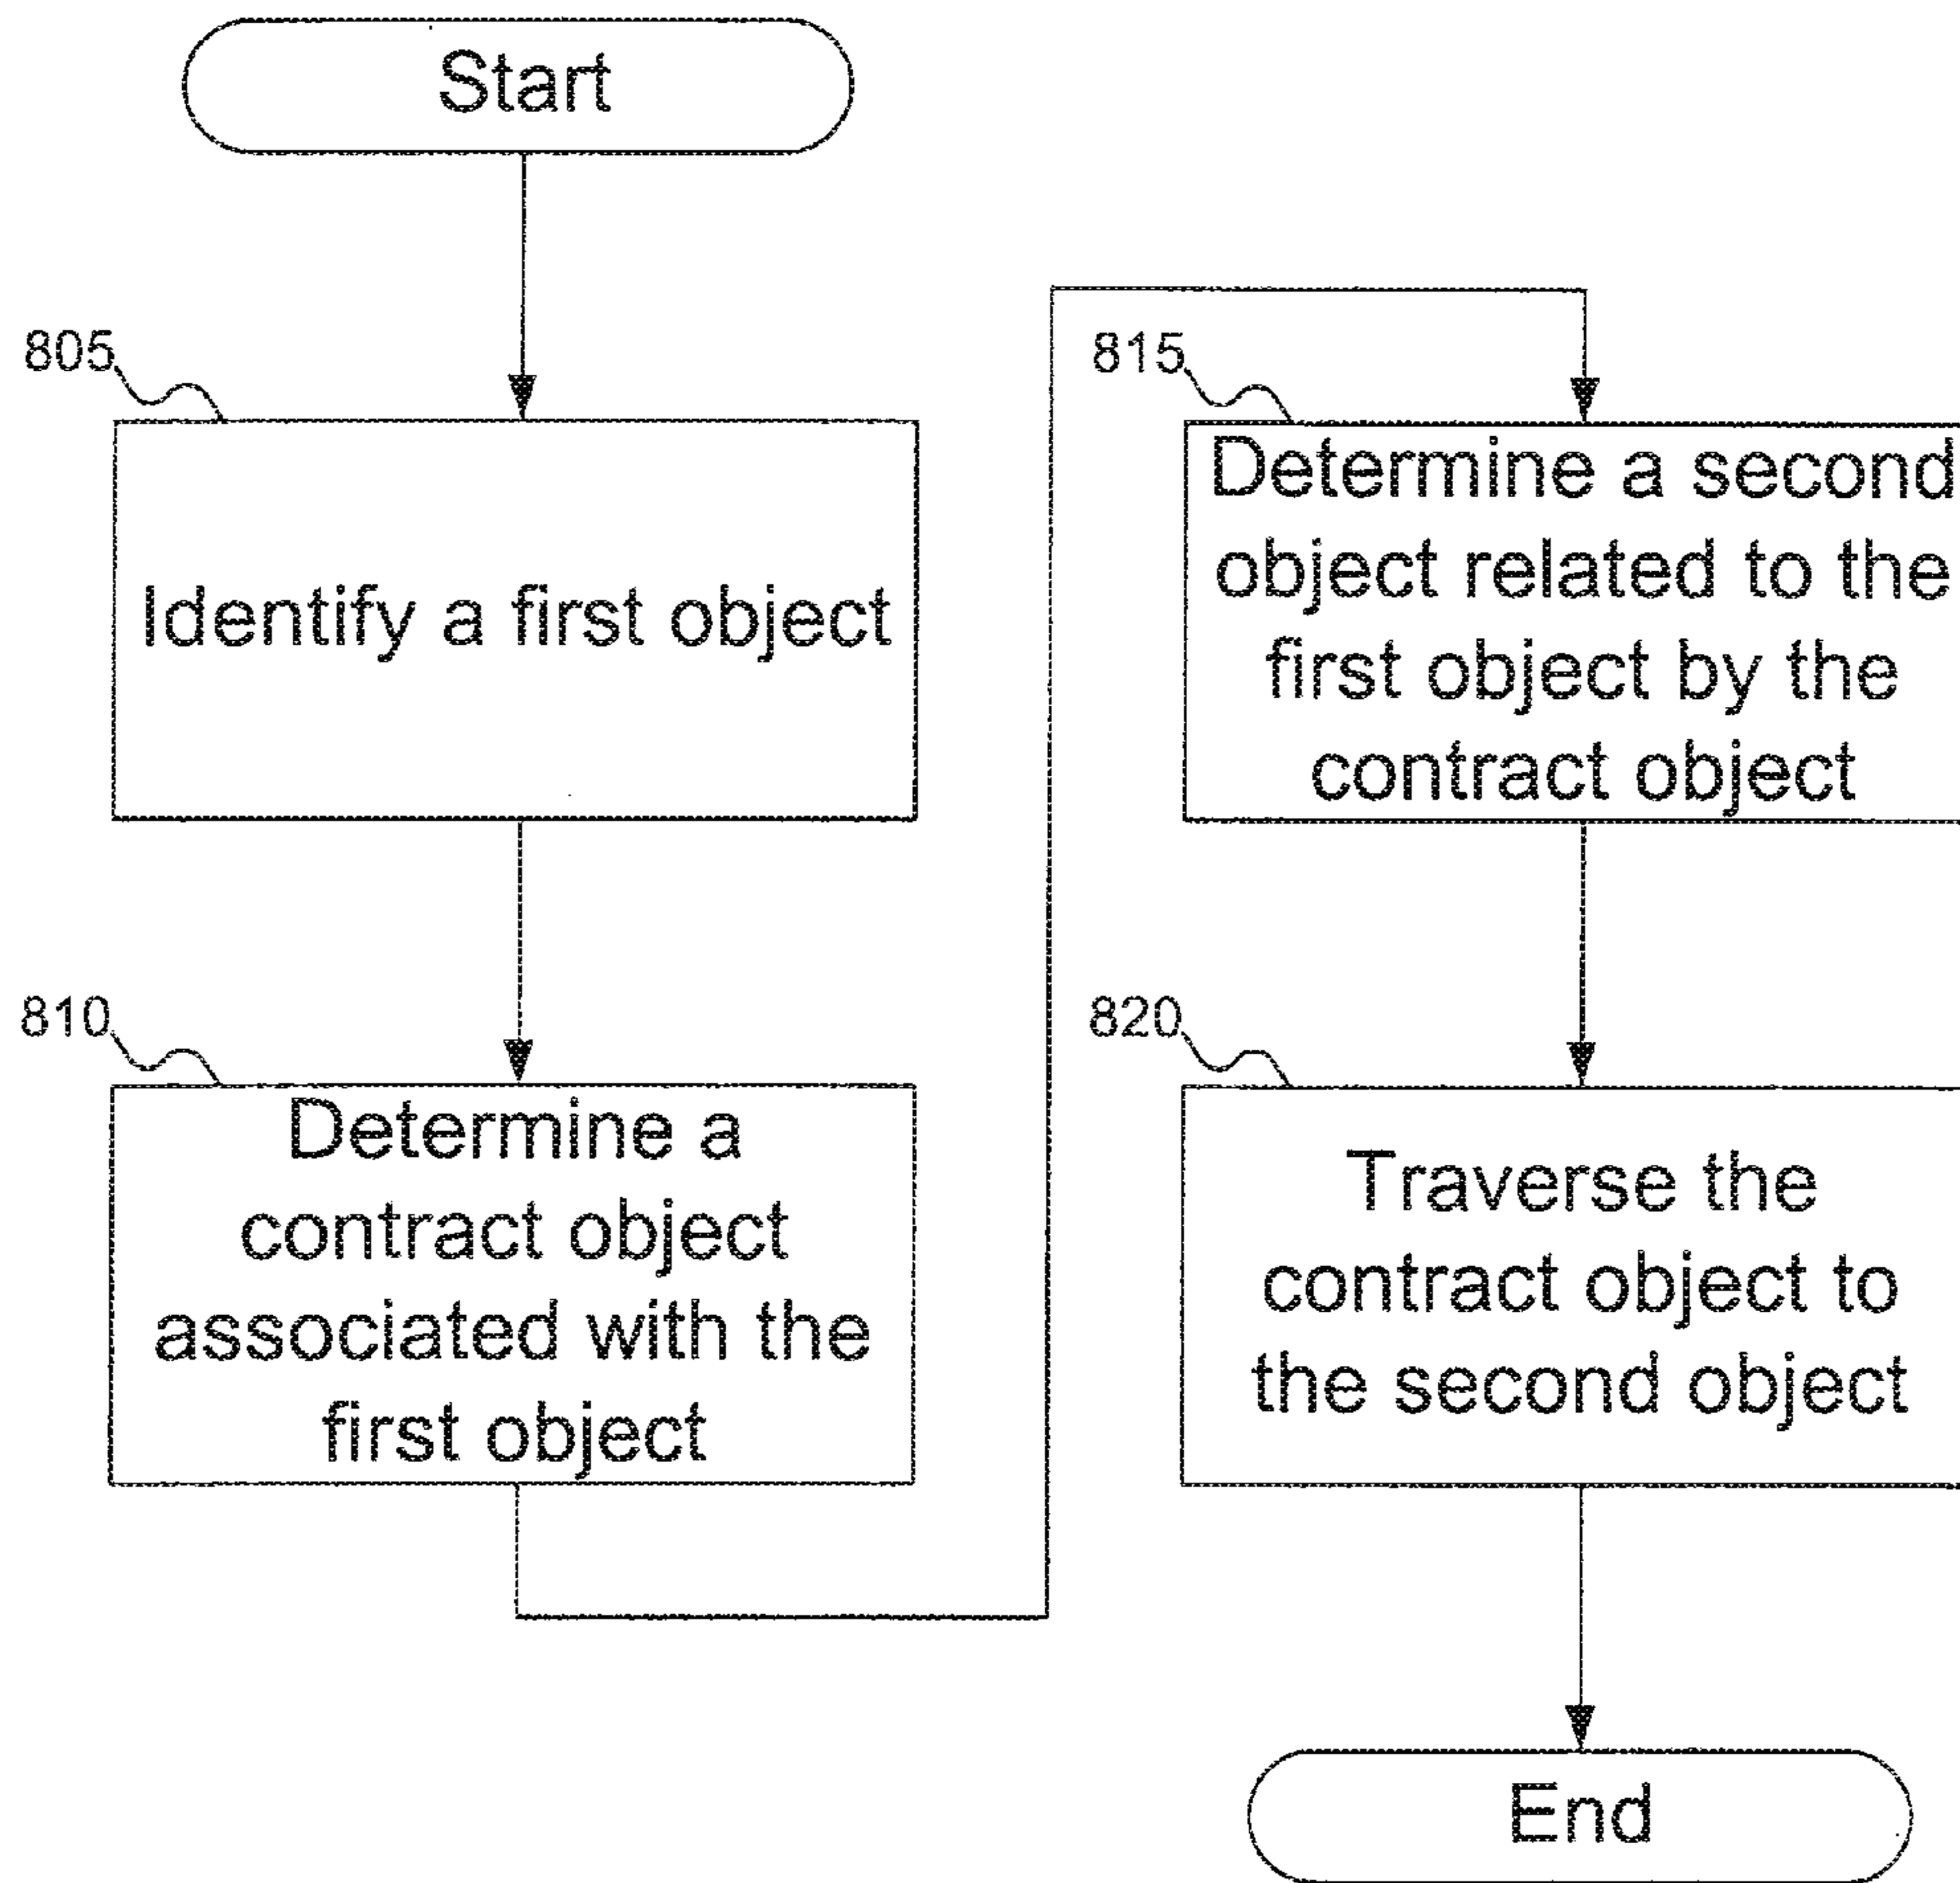 Start
805
Identify a first object
810
Determine a
contract object
associated with the
first object
815
Determine a second
object related to the
first object by the
contract object
820
Traverse the
contract object to
the second object
End